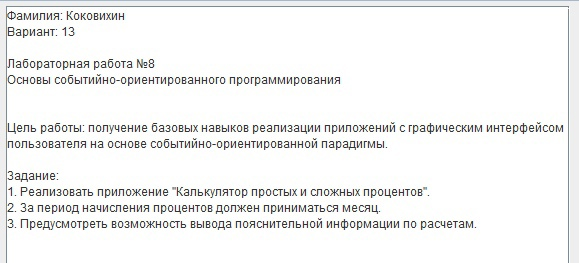 Фамилия: Коковихин
Вариант: 13
Лабораторная работа №8
Основы событийно-ориентированного программирования
Цель работы: получение базовых навыков реализации приложений с графическим интерфейсом
пользователя на основе событийно-ориентированной парадигмы.
Задание:
1. Реализовать приложение "Калькулятор простых и сложных процентов".
2. За период начисления процентов должен приниматься месяц.
3. Предусмотреть возможность вывода пояснительной информации по расчетам.